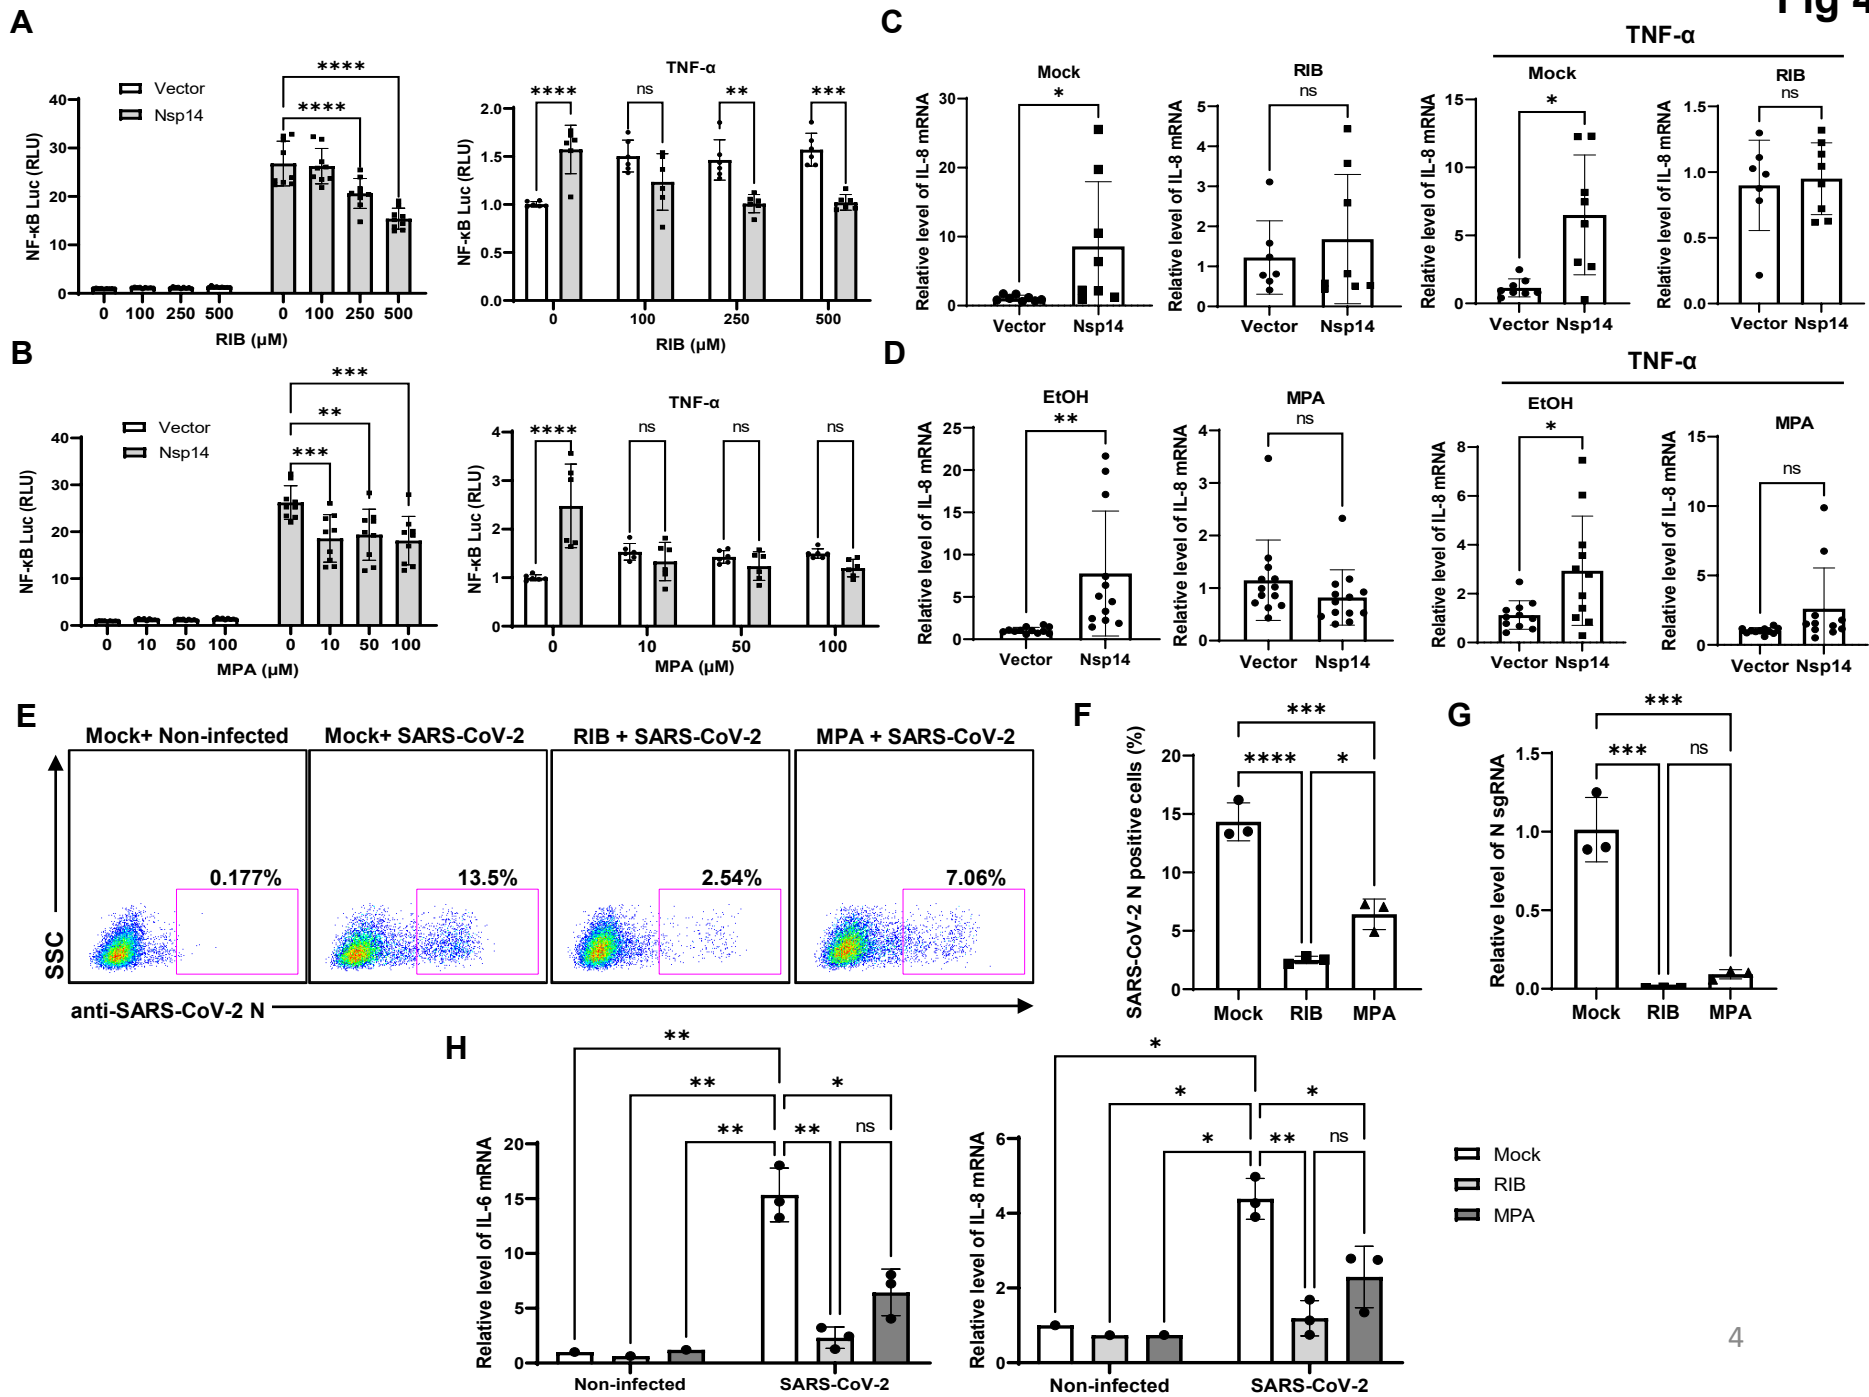 Fig 4
A
Vector
Nsp14
NF-κB Luc (RLU)
40
30
20
10
0
****
****
0 100 250 500 0 100 250 500
RIB (μM)
TNF-α
NF-κB Luc (RLU)
2.0
1.5
1.0
0.5
0.0
**** ns ** ***
0 100 250 500
RIB (μM)
C
Mock
*
Relative level of IL-8 mRNA
30
20
10
0
Vector Nsp14
RIB
ns
Relative level of IL-8 mRNA
5
4
3
2
1
0
Vector Nsp14
TNF-α
Mock
*
Relative level of IL-8 mRNA
15
10
5
0
Vector Nsp14
RIB
ns
Relative level of IL-8 mRNA
1.5
1.0
0.5
0.0
Vector Nsp14
B
Vector
Nsp14
NF-κB Luc (RLU)
40
30
20
10
0
***
**
***
0 10 50 100 0 10 50 100
MPA (μM)
TNF-α
NF-κB Luc (RLU)
4
3
2
1
0
**** ns ns ns
0 10 50 100
MPA (μM)
D
EtOH
**
Relative level of IL-8 mRNA
25
20
15
10
5
0
Vector Nsp14
MPA
ns
Relative level of IL-8 mRNA
4
3
2
1
0
Vector Nsp14
TNF-α
EtOH
*
Relative level of IL-8 mRNA
8
6
4
2
0
Vector Nsp14
MPA
ns
Relative level of IL-8 mRNA
15
10
5
0
Vector Nsp14
E
Mock+ Non-infected Mock+ SARS-CoV-2 RIB + SARS-CoV-2 MPA + SARS-CoV-2
0.177% 13.5% 2.54% 7.06%
SSC
anti-SARS-CoV-2 N
F
***
**** *
SARS-CoV-2 N positive cells (%)
20
15
10
5
0
Mock RIB MPA
G
***
*** ns
Relative level of N sgRNA
1.5
1.0
0.5
0.0
Mock RIB MPA
H
**
** *
** ** ns
Relative level of IL-6 mRNA
20
15
10
5
0
Non-infected SARS-CoV-2
*
* *
* ** ns
Relative level of IL-8 mRNA
6
4
2
0
Non-infected SARS-CoV-2
Mock
RIB
MPA
4